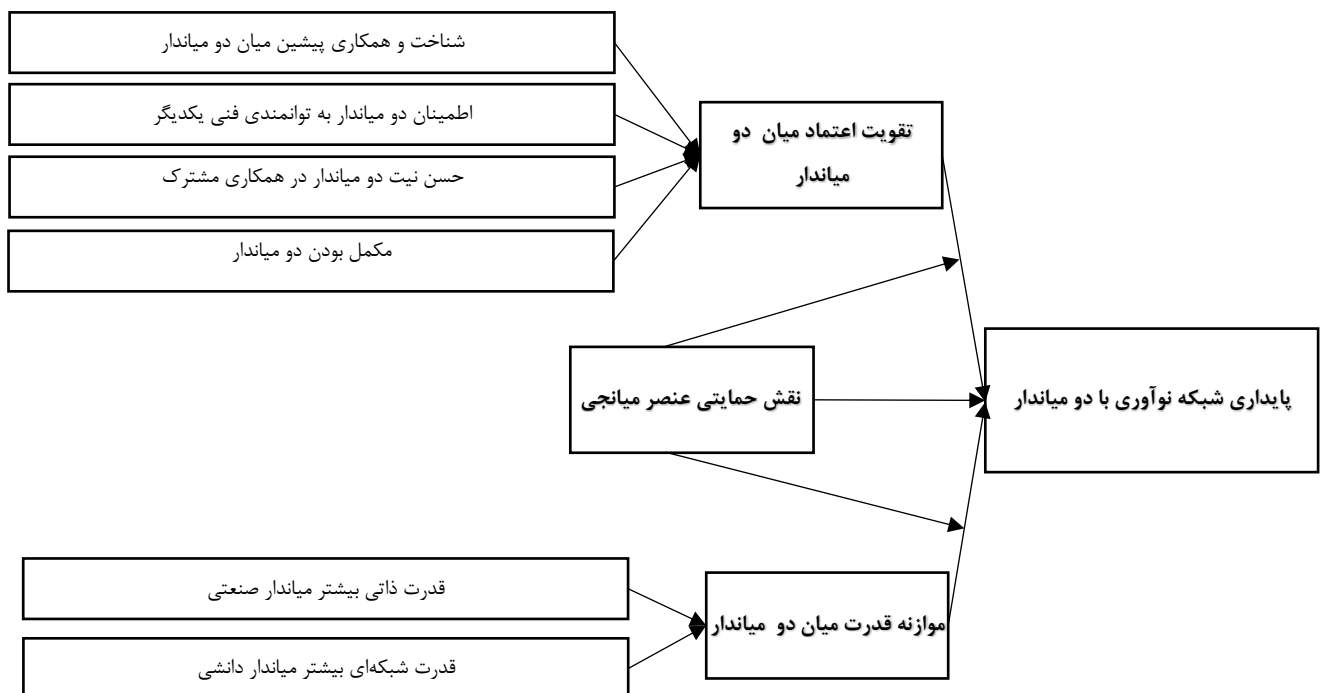 شناخت و همکاری پیشین میان دو میاندار
اطمینان دو میاندار به توانمندی فنی یکدیگر
حسن نیت دو میاندار در همکاری مشترک
مکمل بودن دو میاندار
تقویت اعتماد میان دو
میاندار
نقش حمایتی عنصر میانجی
پایداری شبکه نوآوری با دو میاندار
قدرت ذاتی بیشتر میاندار صنعتی
قدرت شبکه‌ای بیشتر میاندار دانشی
موازنه قدرت میان دو میاندار